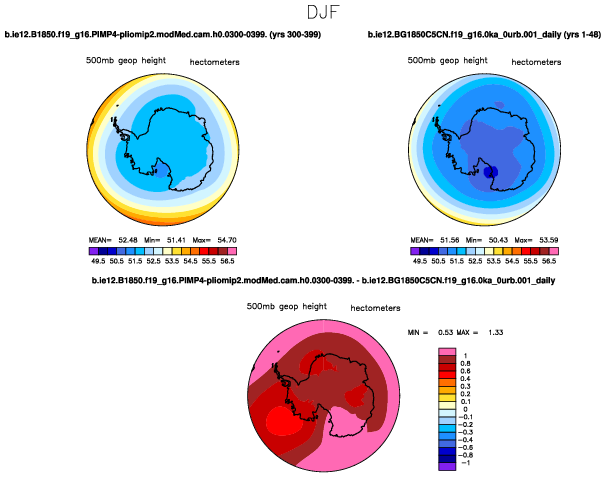 DJF
b.ie12.B1850.f19_g16.PIMP4-pliomip2.modMed.cam.h0.0300-0399. (yrs 300-399)
b.ie12.BG1850C5CN.f19_g16.0ka_0urb.001_daily (yrs 1-48)
500mb geop height hectometers
500mb geop height hectometers
MEAN= 52.48 Min= 51.41 Max= 54.70
MEAN= 51.56 Min= 50.43 Max= 53.59
49.5 50.5 51.5 52.5 53.5 54.5 55.5 56.5
49.5 50.5 51.5 52.5 53.5 54.5 55.5 56.5
b.ie12.B1850.f19_g16.PIMP4-pliomip2.modMed.cam.h0.0300-0399. - b.ie12.BG1850C5CN.f19_g16.0ka_0urb.001_daily
500mb geop height hectometers
MIN = 0.53 MAX = 1.33
1
0.8
0.6
0.4
0.3
0.2
0.1
0
-0.1
-0.2
-0.3
-0.4
-0.6
-0.8
-1